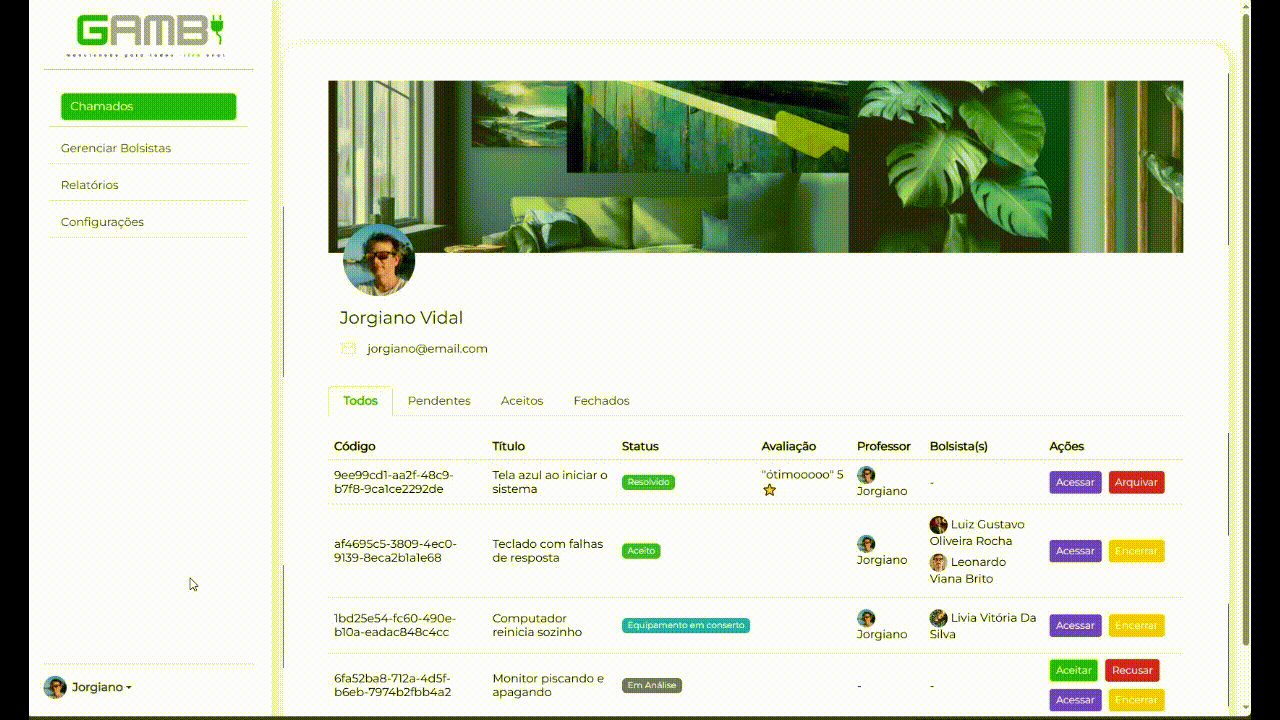 GAMBi
Chamados
Gerenciar Bolsistas
Relatórios
Configurações
Jorgiano
Jorgiano Vidal
jorgiano@email.com
Todos Pendentes Aceitos Fechados
Código Título Status Avaliação Professor Bolsista(s) Ações
9ee99cd1-aa2f-48c9-
b7f8-9ca1ce2292de
Tela azul ao iniciar o
sistema
Resolvido
"ótimooooo" 5
Jorgiano
-
Acessar Arquivar
af4695c5-3809-4ec0-
9139-8eca2b1a1e68
Teclado com falhas
de resposta
Aceito
Jorgiano
Luiz Gustavo
Oliveira Rocha
Leonardo
Viana Brito
Acessar Encerrar
1bd25e54-fc60-490e-
b10a-eadac848c4cc
Computador
reinicia sozinho
Equipamento em conserto
Jorgiano
Livia Vitória Da
Silva
Acessar Encerrar
6fa52ba8-712a-4d5f-
b6eb-7974b2fbb4a2
Monitor piscando e
apagando
Em Análise
-
-
Aceitar Recusar
Acessar Encerrar